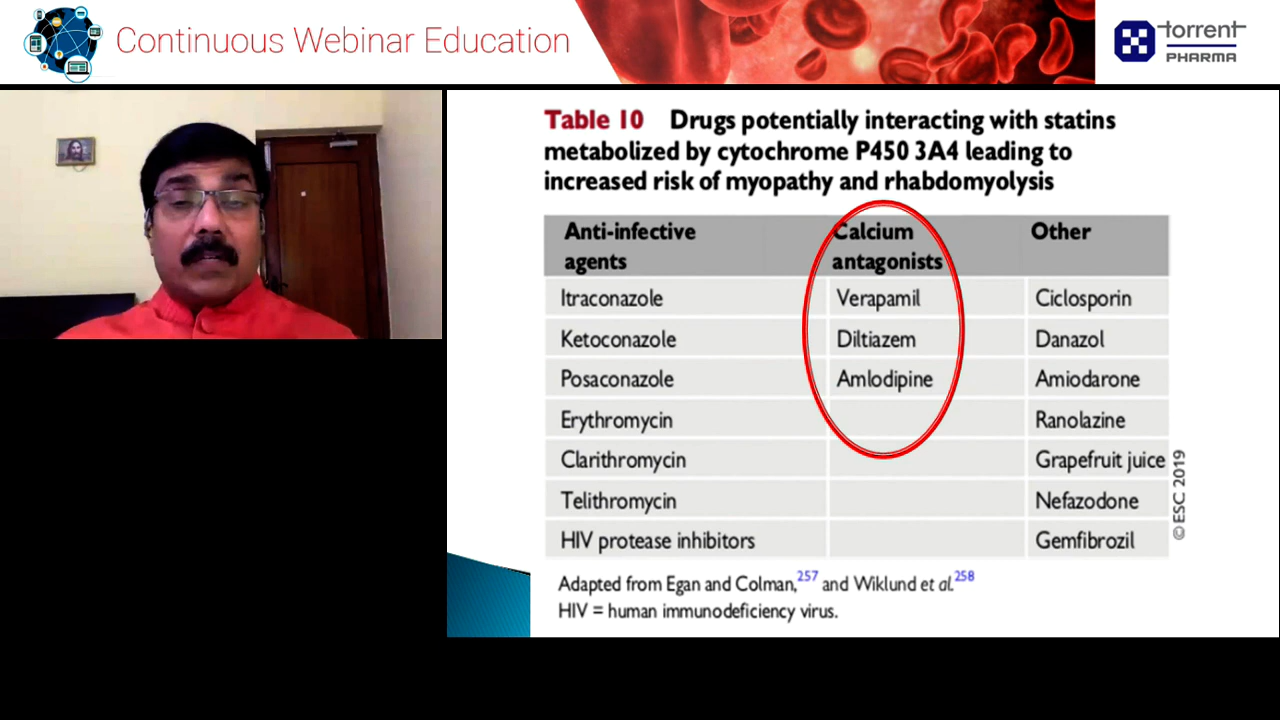 Continuous Webinar Education
torrent
PHARMA
Table 10 Drugs potentially interacting with statins
metabolized by cytochrome P450 3A4 leading to
increased risk of myopathy and rhabdomyolysis
Anti-infective agents Calcium antagonists Other
Itraconazole Verapamil Ciclosporin
Ketoconazole Diltiazem Danazol
Posaconazole Amlodipine Amiodarone
Erythromycin Ranolazine
Clarithromycin Grapefruit juice
Telithromycin Nefazodone
HIV protease inhibitors Gemfibrozil
© ESC 2019
Adapted from Egan and Colman,257 and Wiklund et al.258
HIV = human immunodeficiency virus.